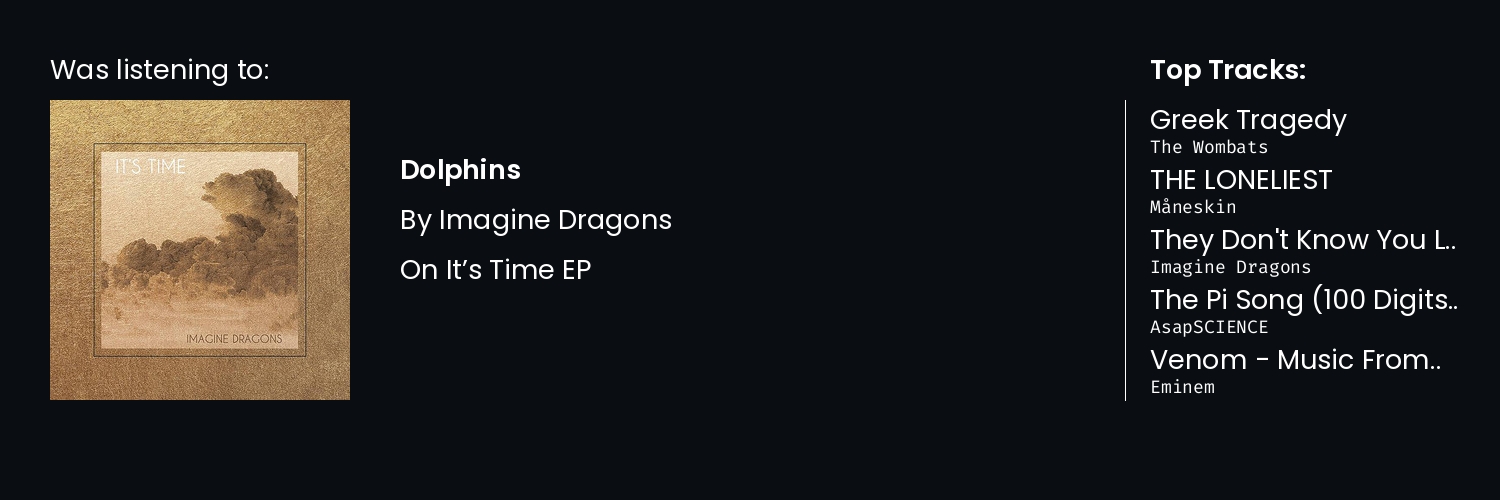 Was listening to:
IT'S TIME
IMAGINE DRAGONS
Dolphins
By Imagine Dragons
On It’s Time EP
Top Tracks:
Greek Tragedy
The Wombats
THE LONELIEST
Måneskin
They Don't Know You L..
Imagine Dragons
The Pi Song (100 Digits..
AsapSCIENCE
Venom - Music From..
Eminem